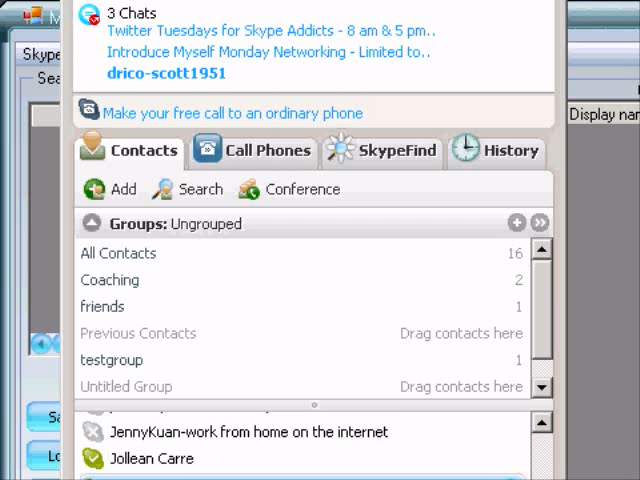 3 Chats
Twitter Tuesdays for Skype Addicts - 8 am & 5 pm..
Skype
Introduce Myself Monday Networking - Limited to..
drico-scott1951
Make your free call to an ordinary phone
Display nar
Contacts
Call Phones
SkypeFind
History
Add
Search
Conference
Groups: Ungrouped
All Contacts 16
Coaching 2
friends 1
Previous Contacts Drag contacts here
testgroup 1
Untitled Group Drag contacts here
JennyKuan-work from home on the internet
Jollean Carre